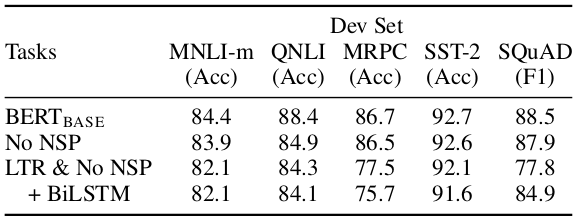 Dev Set
Tasks MNLI-m QNLI MRPC SST-2 SQuAD
(Acc) (Acc) (Acc) (Acc) (F1)
BERTBASE 84.4 88.4 86.7 92.7 88.5
No NSP 83.9 84.9 86.5 92.6 87.9
LTR & No NSP 82.1 84.3 77.5 92.1 77.8
+ BiLSTM 82.1 84.1 75.7 91.6 84.9